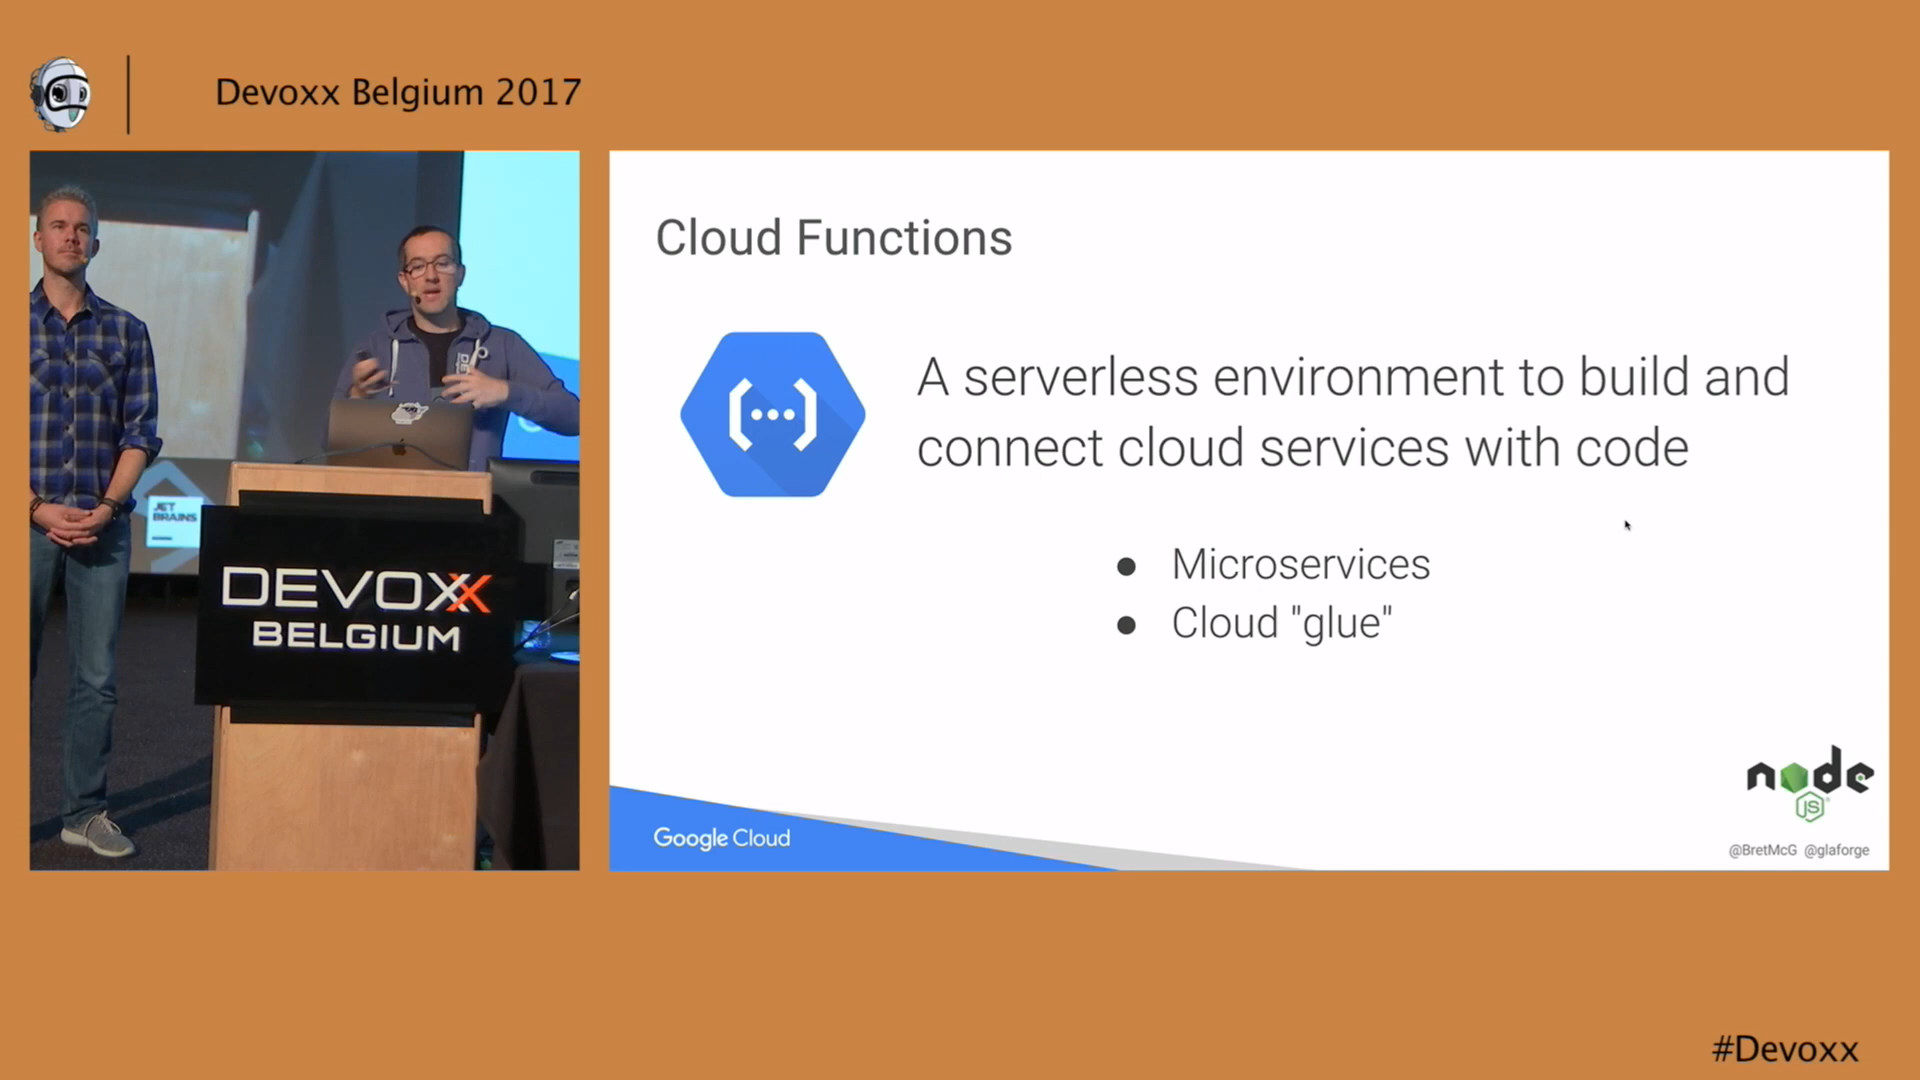 Devoxx Belgium 2017
JET
BRAINS
DEVOXX
BELGIUM
Cloud Functions
A serverless environment to build and
connect cloud services with code
● Microservices
● Cloud "glue"
node
JS
Google Cloud
@BretMcG @glaforge
#Devoxx